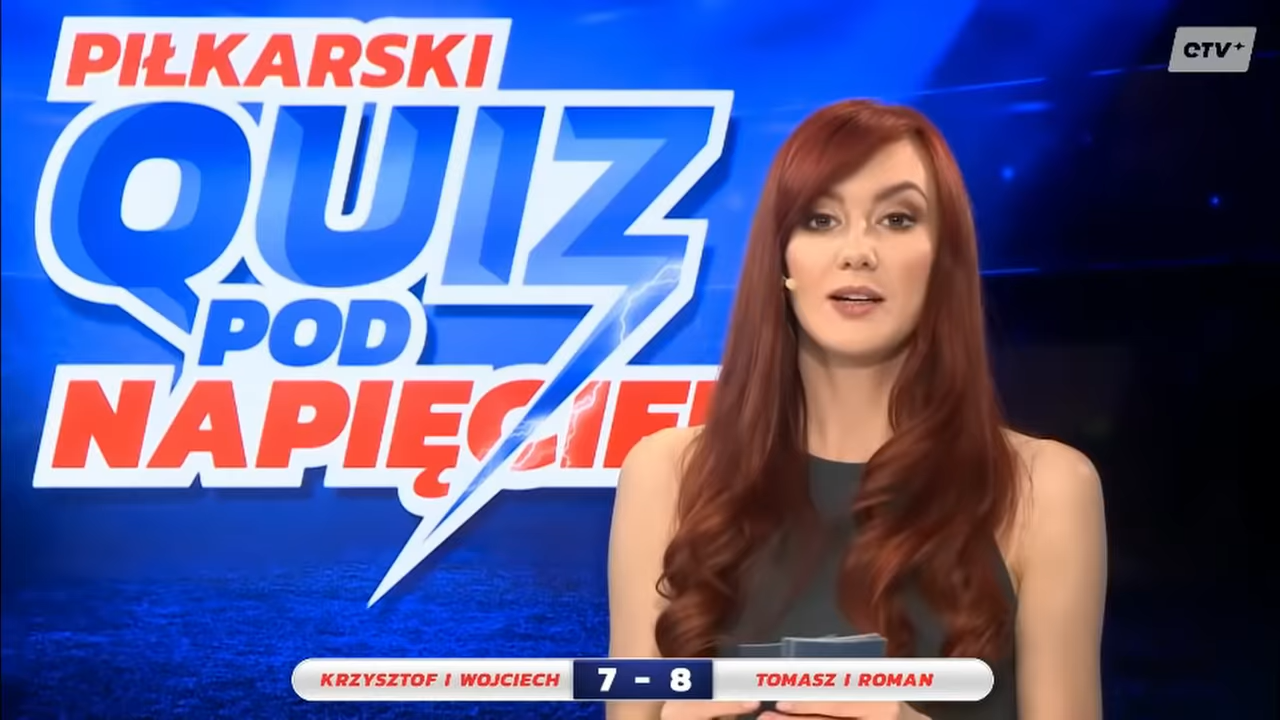 PIŁKARSKI
QUIZ
POD
NAPIĘCIE
CTV+
KRZYSZTOF I WOJCIECH 7 - 8 TOMASZ I ROMAN